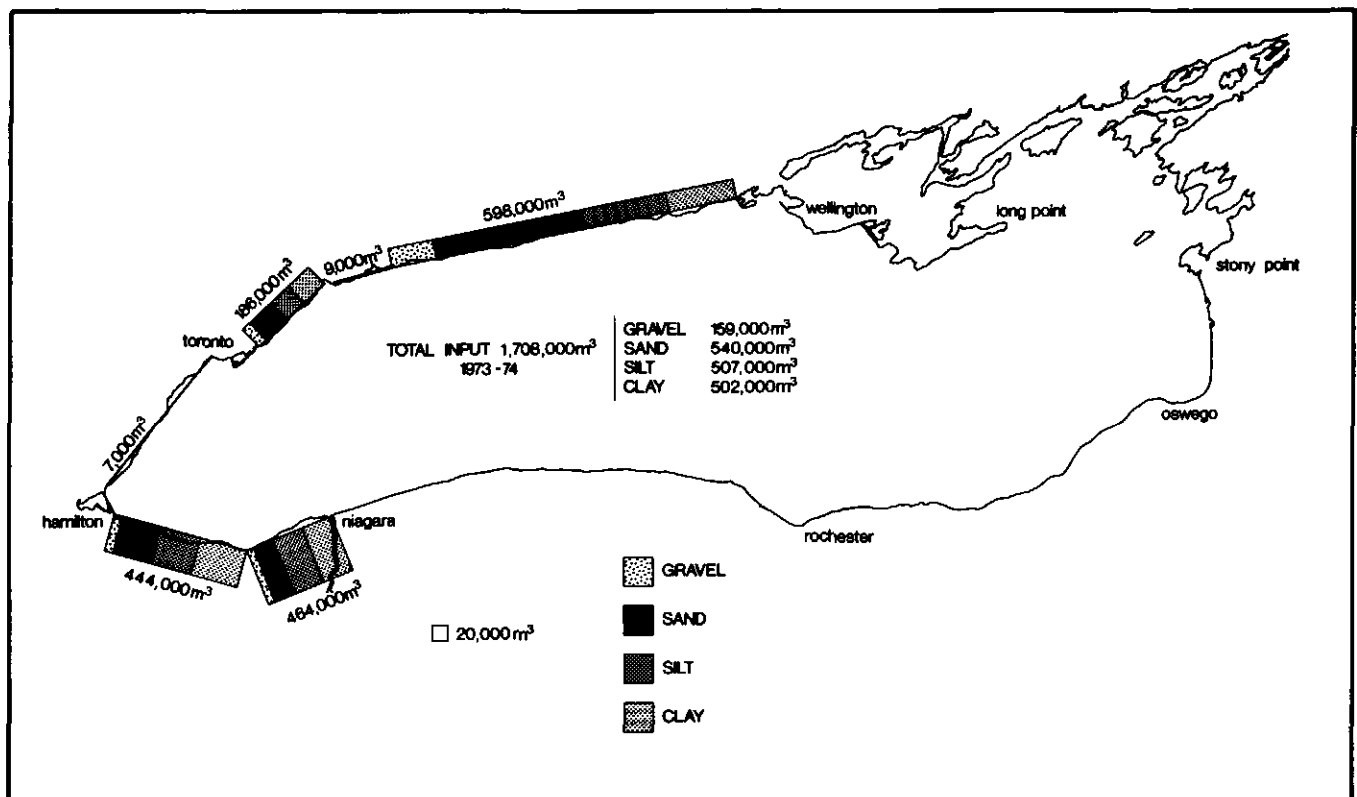 598,000m³
wellington
long point
stony point
9,000m³
186,000m³
toronto
TOTAL INPUT 1,708,000m³
1973-74
GRAVEL 159,000m³
SAND 540,000m³
SILT 507,000m³
CLAY 502,000m³
oswego
7,000m³
hamilton
niagara
rochester
444,000m³
464,000m³
20,000m³
GRAVEL
SAND
SILT
CLAY